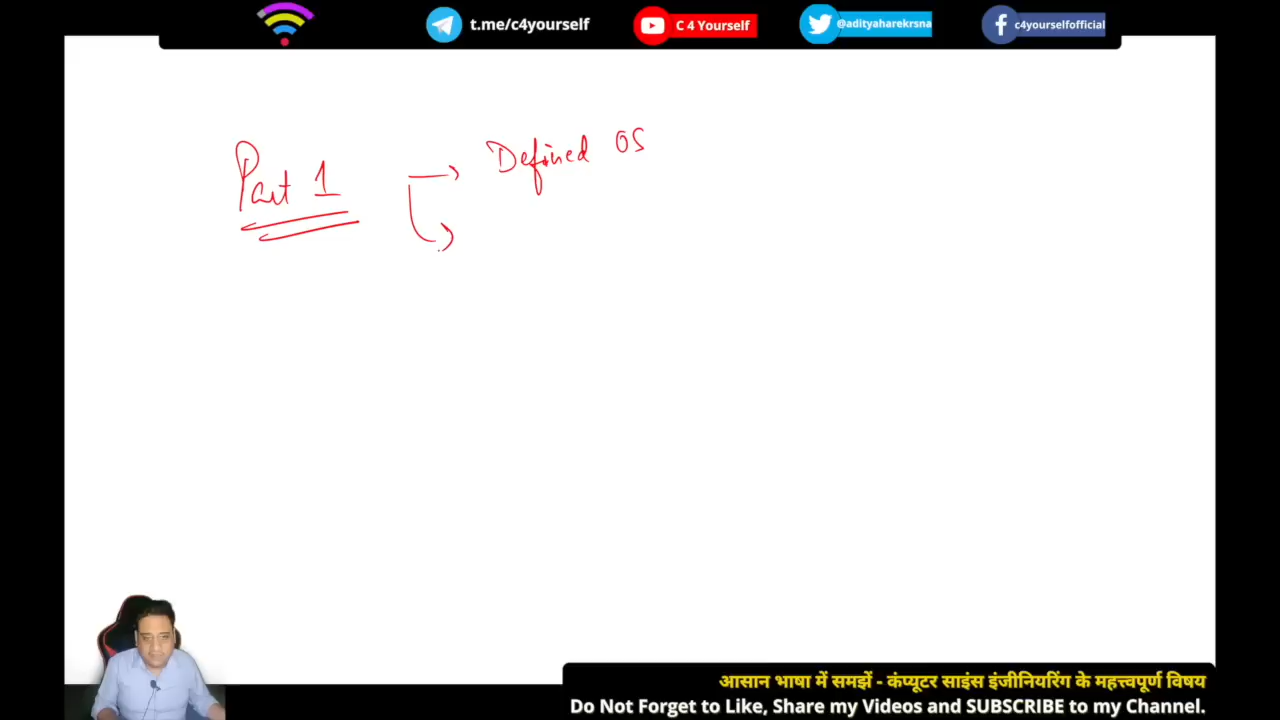 t.me/c4yourself
C 4 Yourself
@adityaharekrsna
c4yourselfofficial
Defined OS
Part 1
आसान भाषा में समझें - कंप्यूटर साइंस इंजीनियरिंग के महत्त्वपूर्ण विषय
Do Not Forget to Like, Share my Videos and SUBSCRIBE to my Channel.